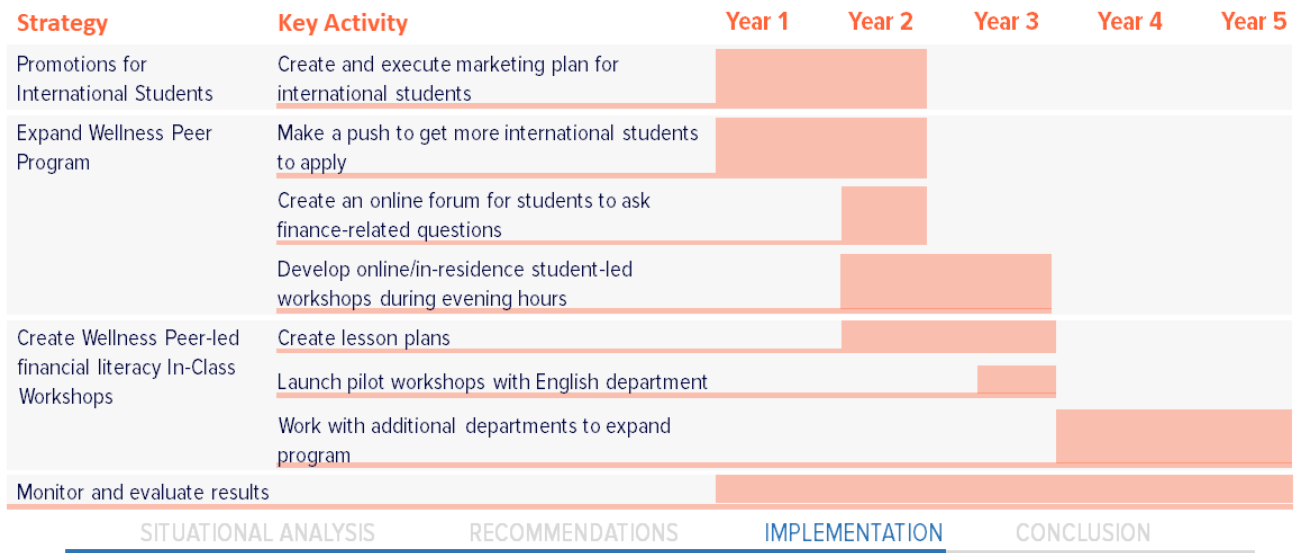 Strategy Key Activity Year 1 Year 2 Year 3 Year 4 Year 5
Promotions for
International Students
Create and execute marketing plan for
international students
Expand Wellness Peer
Program
Make a push to get more international students
to apply
Create an online forum for students to ask
finance-related questions
Develop online/in-residence student-led
workshops during evening hours
Create Wellness Peer-led
financial literacy In-Class
Workshops
Create lesson plans
Launch pilot workshops with English department
Work with additional departments to expand
program
Monitor and evaluate results
SITUATIONAL ANALYSIS RECOMMENDATIONS IMPLEMENTATION CONCLUSION